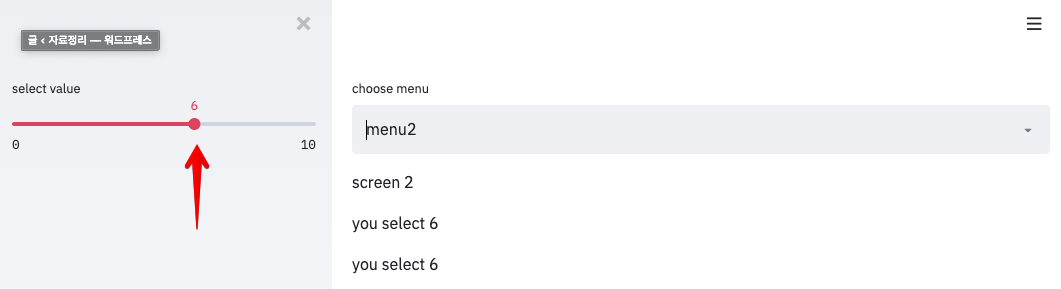 글 ‹ 자료정리 — 워드프레스
select value
6
0 10
choose menu
menu2
screen 2
you select 6
you select 6